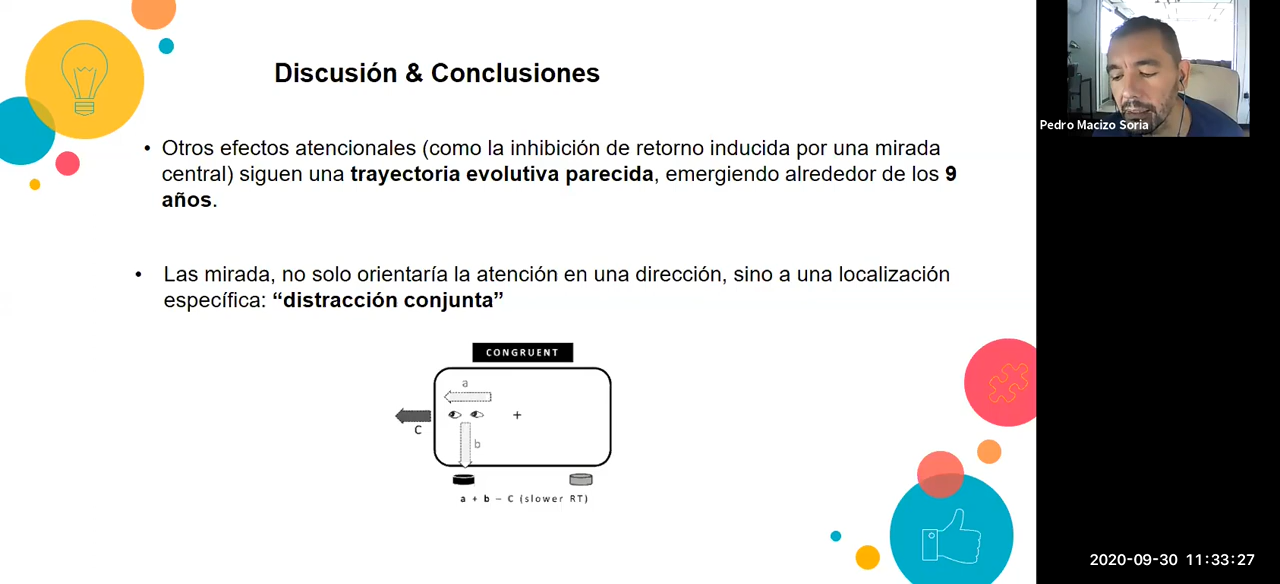 Discusión & Conclusiones
• Otros efectos atencionales (como la inhibición de retorno inducida por una mirada
central) siguen una trayectoria evolutiva parecida, emergiendo alrededor de los 9
años.
• Las mirada, no solo orientaría la atención en una dirección, sino a una localización
específica: “distracción conjunta”
CONGRUENT
a
+
C
b
a + b – C (slower RT)
Pedro Macizo Soria
2020-09-30 11:33:27